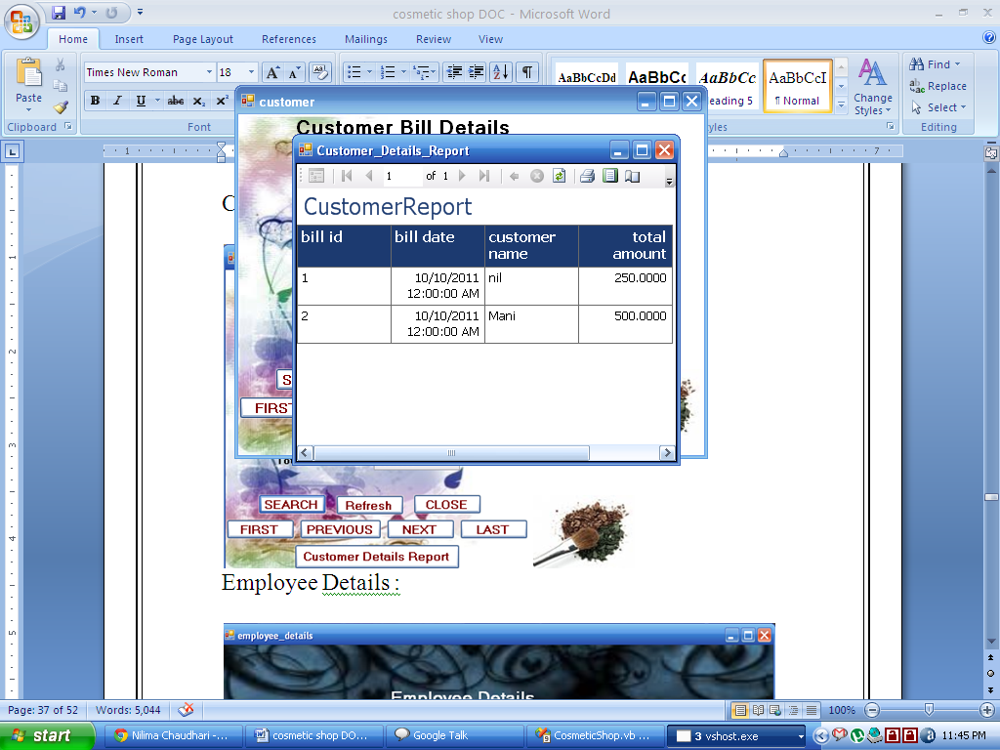 cosmetic shop DOC - Microsoft Word
Home Insert Page Layout References Mailings Review View
Paste
Clipboard
Times New Roman 18
B I U abe x₂ x²
Font
AaBbCcDd AaBbCc AaBbCc AaBbCcI
eading 5 ¶ Normal
Change
Styles
yles
Find
Replace
Select
Editing
customer
Customer Bill Details
Customer_Details_Report
1 of 1
CustomerReport
bill id bill date customer name total amount
1 10/10/2011 12:00:00 AM nil 250.0000
2 10/10/2011 12:00:00 AM Mani 500.0000
S
FIRST
SEARCH Refresh CLOSE
FIRST PREVIOUS NEXT LAST
Customer Details Report
Employee Details :
employee_details
Employee Details
Page: 37 of 52 Words: 5,044 100%
start Nilima Chaudhari -... cosmetic shop DO... Google Talk CosmeticShop.vb ... 3 vshost.exe 11:45 PM